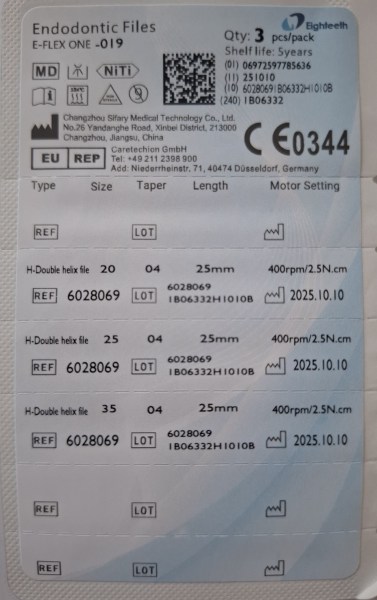 Endodontic Files
E-FLEX ONE -019
Eighteeth
Qty: 3 pcs/pack
Shelf life: 5years
(01) 06972597785636
(11) 251010
(10) 60280691B06332H1010B
(240) 1B06332
MD NiTi
Changzhou Sifary Medical Technology Co., Ltd.
No.26 Yandanghe Road, Xinbei District, 213000
Changzhou, Jiangsu, China
CE0344
EU REP
Caretechion GmbH
Tel: +49 211 2398 900
Add: Niederrheinstr. 71, 40474 Düsseldorf, Germany
Type Size Taper Length Motor Setting
REF LOT
H-Double helix file 20 04 25mm 400rpm/2.5N.cm
REF 6028069 LOT 6028069 1B06332H1010B 2025.10.10
H-Double helix file 25 04 25mm 400rpm/2.5N.cm
REF 6028069 LOT 6028069 1B06332H1010B 2025.10.10
H-Double helix file 35 04 25mm 400rpm/2.5N.cm
REF 6028069 LOT 6028069 1B06332H1010B 2025.10.10
REF LOT
REF LOT